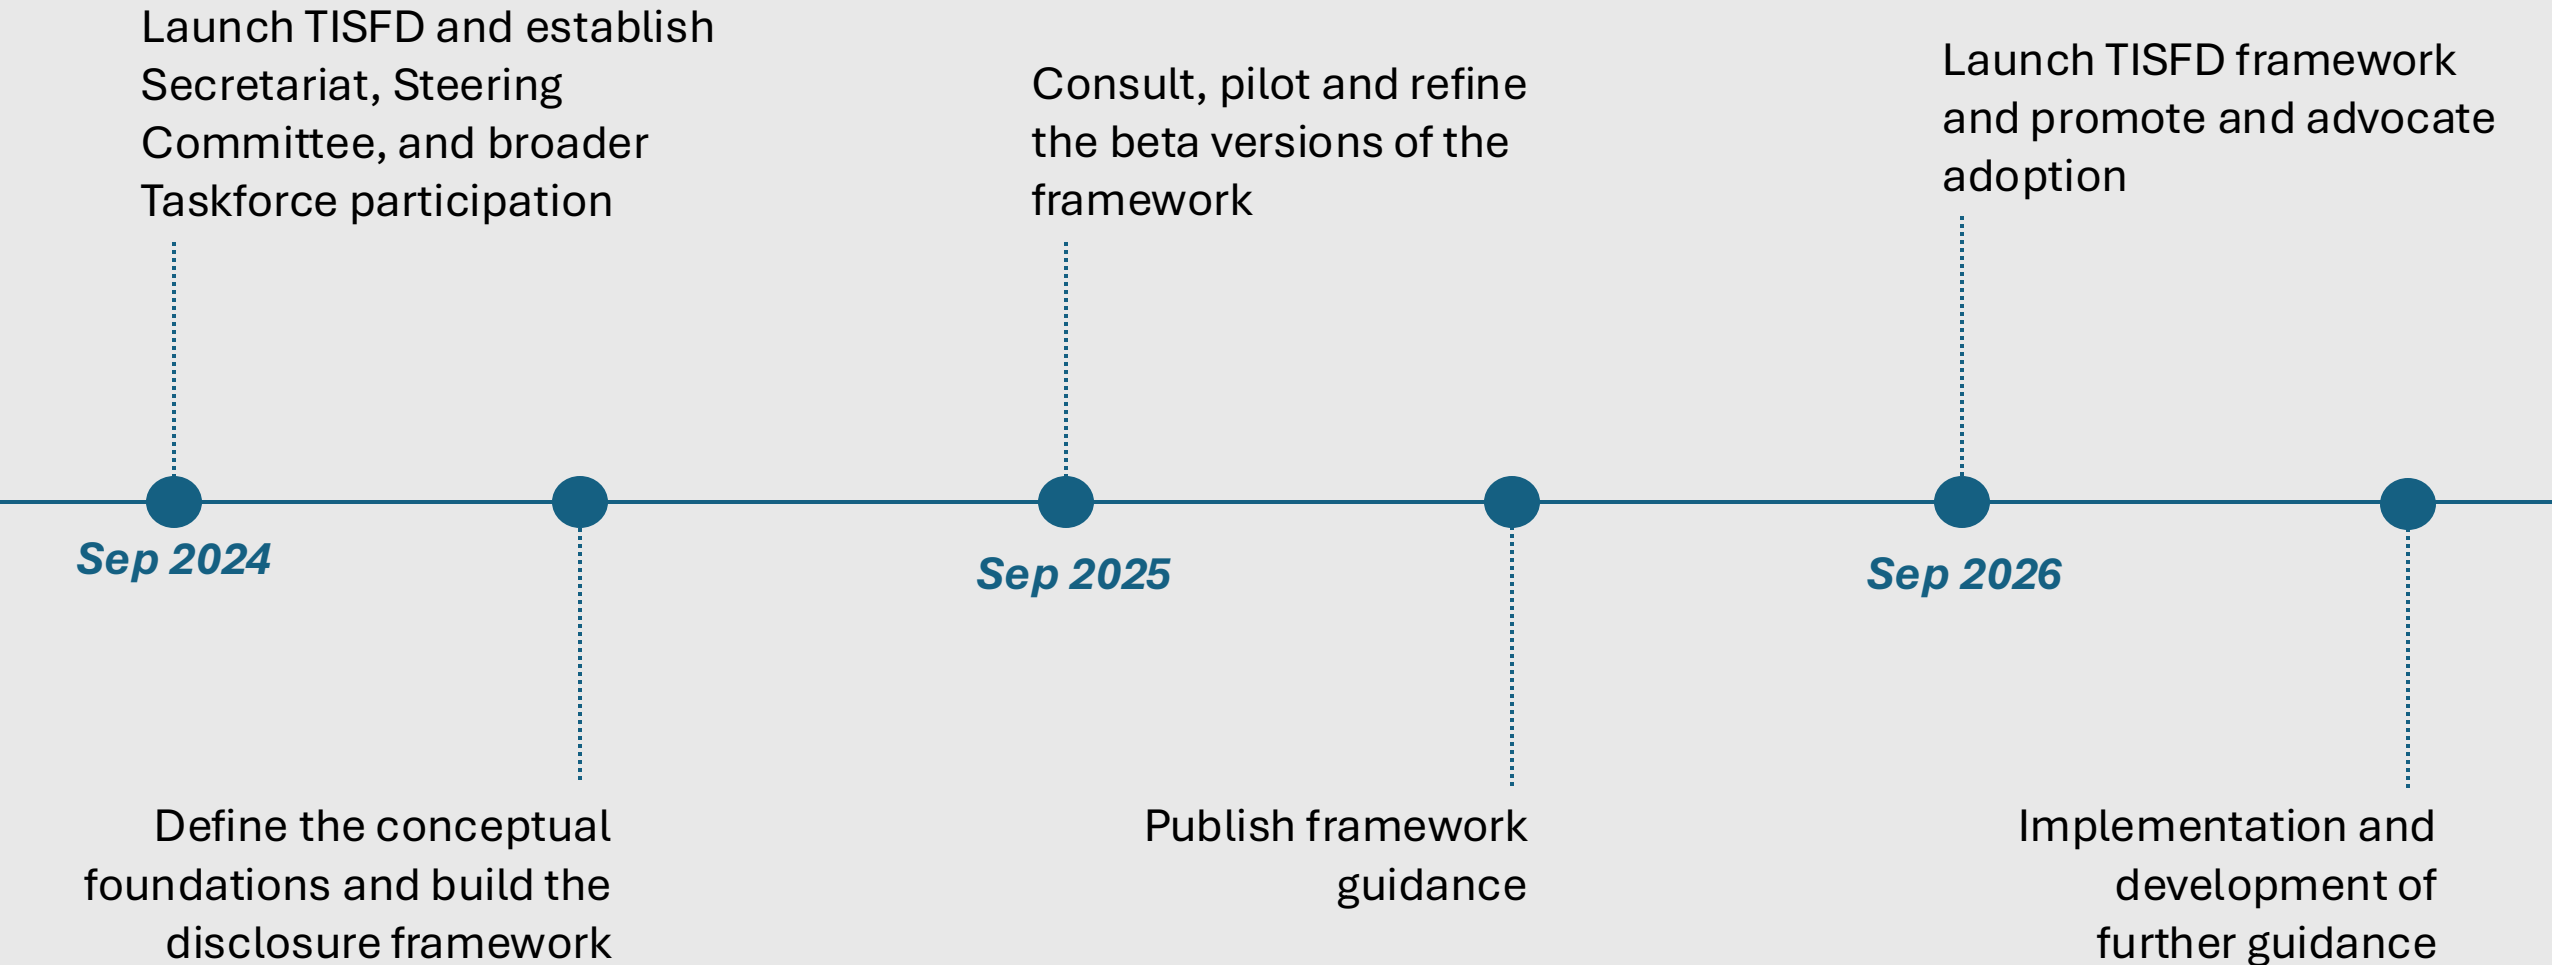 Launch TISFD and establish
Secretariat, Steering
Committee, and broader
Taskforce participation
Consult, pilot and refine
the beta versions of the
framework
Launch TISFD framework
and promote and advocate
adoption
Sep 2024
Sep 2025
Sep 2026
Define the conceptual
foundations and build the
disclosure framework
Publish framework
guidance
Implementation and
development of
further guidance